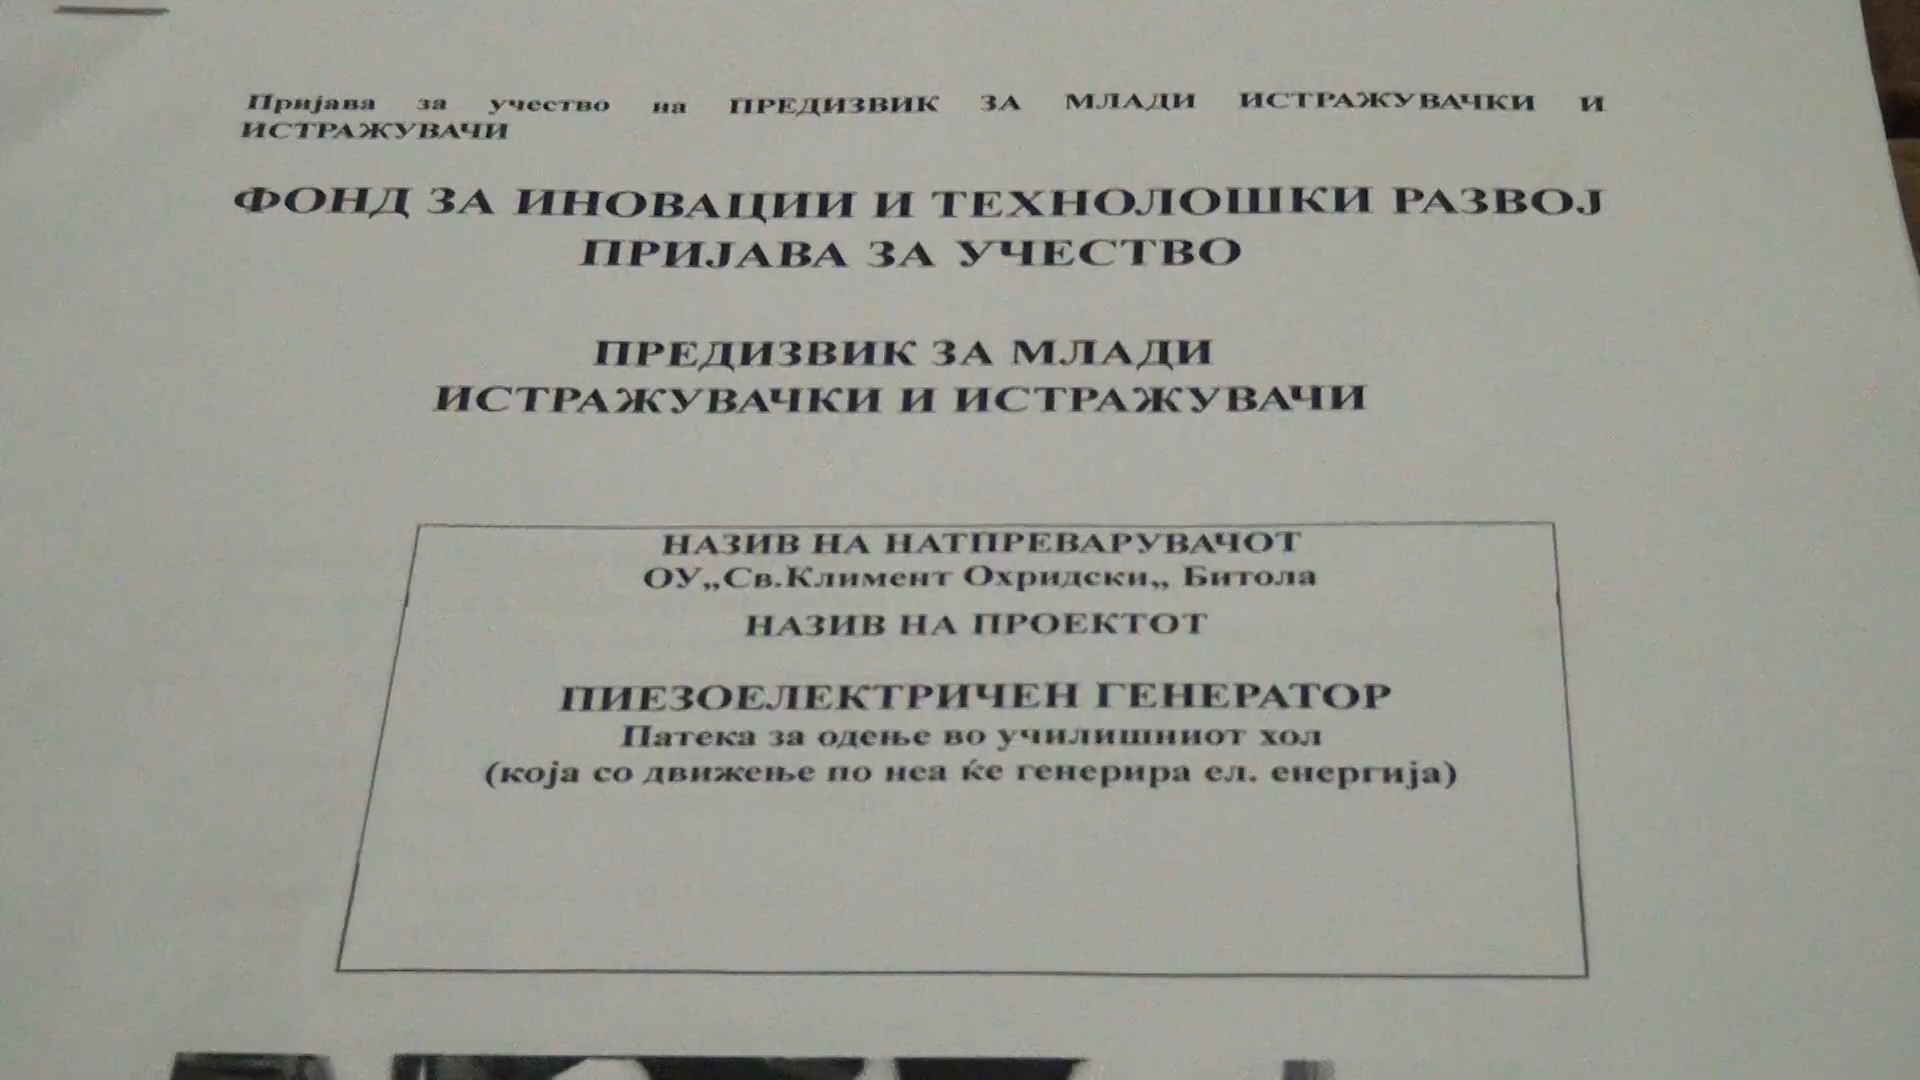 Пријава за учество на ПРЕДИЗВИК ЗА МЛАДИ ИСТРАЖУВАЧКИ И
ИСТРАЖУВАЧИ
ФОНД ЗА ИНОВАЦИИ И ТЕХНОЛОШКИ РАЗВОЈ
ПРИЈАВА ЗА УЧЕСТВО
ПРЕДИЗВИК ЗА МЛАДИ
ИСТРАЖУВАЧКИ И ИСТРАЖУВАЧИ
НАЗИВ НА НАТПРЕВАРУВАЧОТ
ОУ„Св.Климент Охридски„ Битола
НАЗИВ НА ПРОЕКТОТ
ПИЕЗОЕЛЕКТРИЧЕН ГЕНЕРАТОР
Патека за одење во училишниот хол
(која со движење по неа ќе генерира ел. енергија)